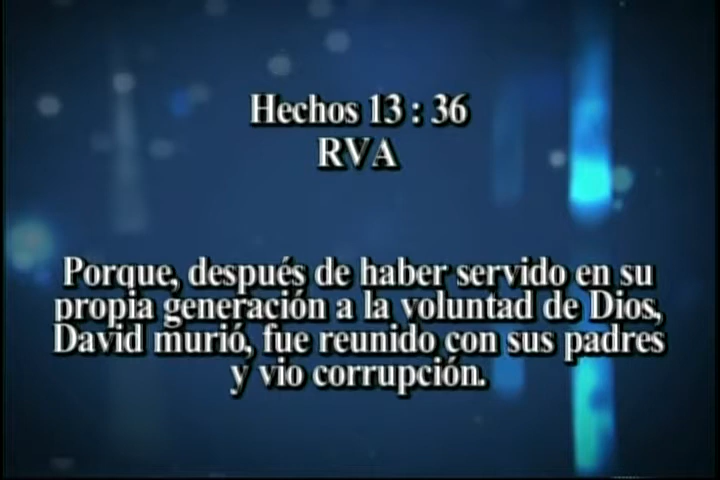 Hechos 13 : 36
RVA
Porque, después de haber servido en su
propia generación a la voluntad de Dios,
David murió, fue reunido con sus padres
y vio corrupción.